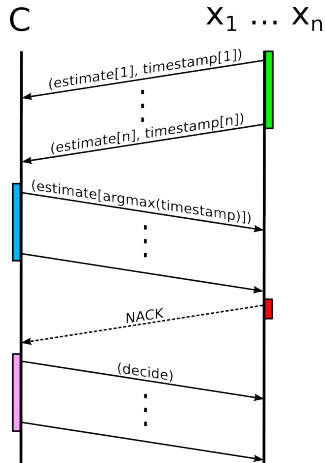 C
x1 ... xn
(estimate[1], timestamp[1])
(estimate[n], timestamp[n])
(estimate[argmax(timestamp)])
NACK
(decide)